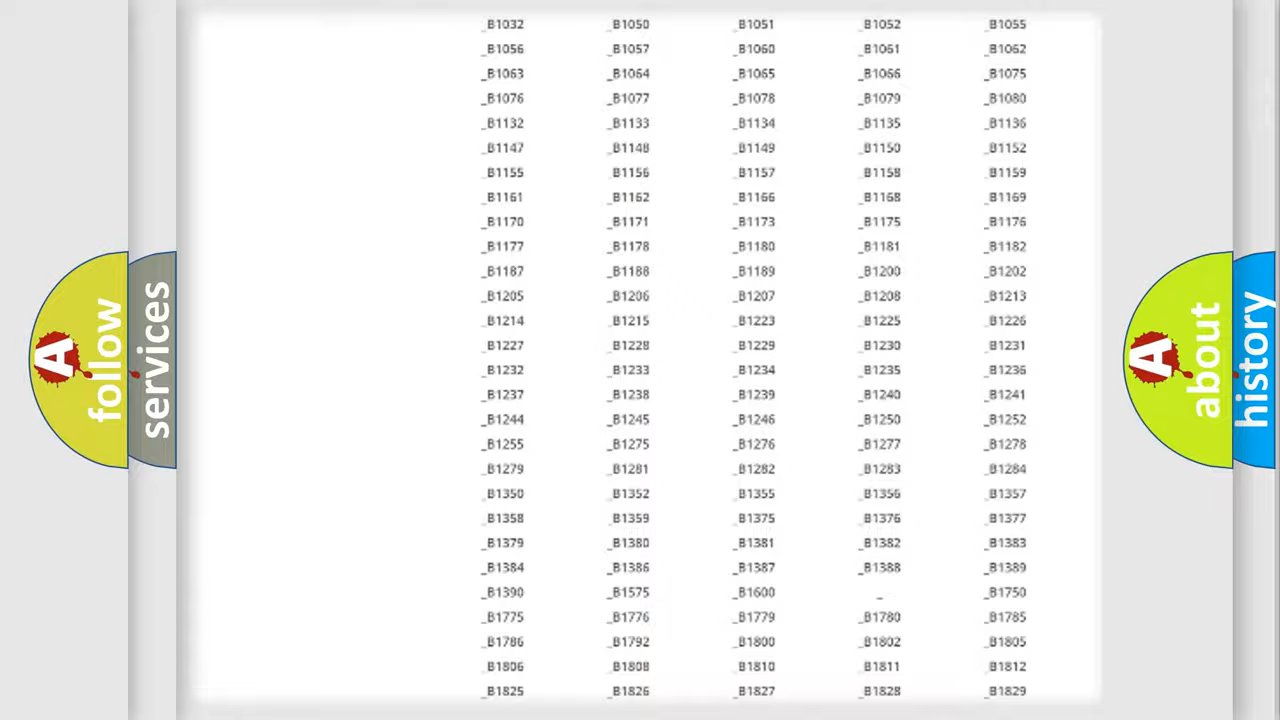 _B1032 _B1050 _B1051 _B1052 _B1055
_B1056 _B1057 _B1060 _B1061 _B1062
_B1063 _B1064 _B1065 _B1066 _B1075
_B1076 _B1077 _B1078 _B1079 _B1080
_B1132 _B1133 _B1134 _B1135 _B1136
_B1147 _B1148 _B1149 _B1150 _B1152
_B1155 _B1156 _B1157 _B1158 _B1159
_B1161 _B1162 _B1166 _B1168 _B1169
_B1170 _B1171 _B1173 _B1175 _B1176
_B1177 _B1178 _B1180 _B1181 _B1182
_B1187 _B1188 _B1189 _B1200 _B1202
_B1205 _B1206 _B1207 _B1208 _B1213
_B1214 _B1215 _B1223 _B1225 _B1226
_B1227 _B1228 _B1229 _B1230 _B1231
_B1232 _B1233 _B1234 _B1235 _B1236
_B1237 _B1238 _B1239 _B1240 _B1241
_B1244 _B1245 _B1246 _B1250 _B1252
_B1255 _B1275 _B1276 _B1277 _B1278
_B1279 _B1281 _B1282 _B1283 _B1284
_B1350 _B1352 _B1355 _B1356 _B1357
_B1358 _B1359 _B1375 _B1376 _B1377
_B1379 _B1380 _B1381 _B1382 _B1383
_B1384 _B1386 _B1387 _B1388 _B1389
_B1390 _B1575 _B1600 _ _B1750
_B1775 _B1776 _B1779 _B1780 _B1785
_B1786 _B1792 _B1800 _B1802 _B1805
_B1806 _B1808 _B1810 _B1811 _B1812
_B1825 _B1826 _B1827 _B1828 _B1829
A follow
services
A about
history